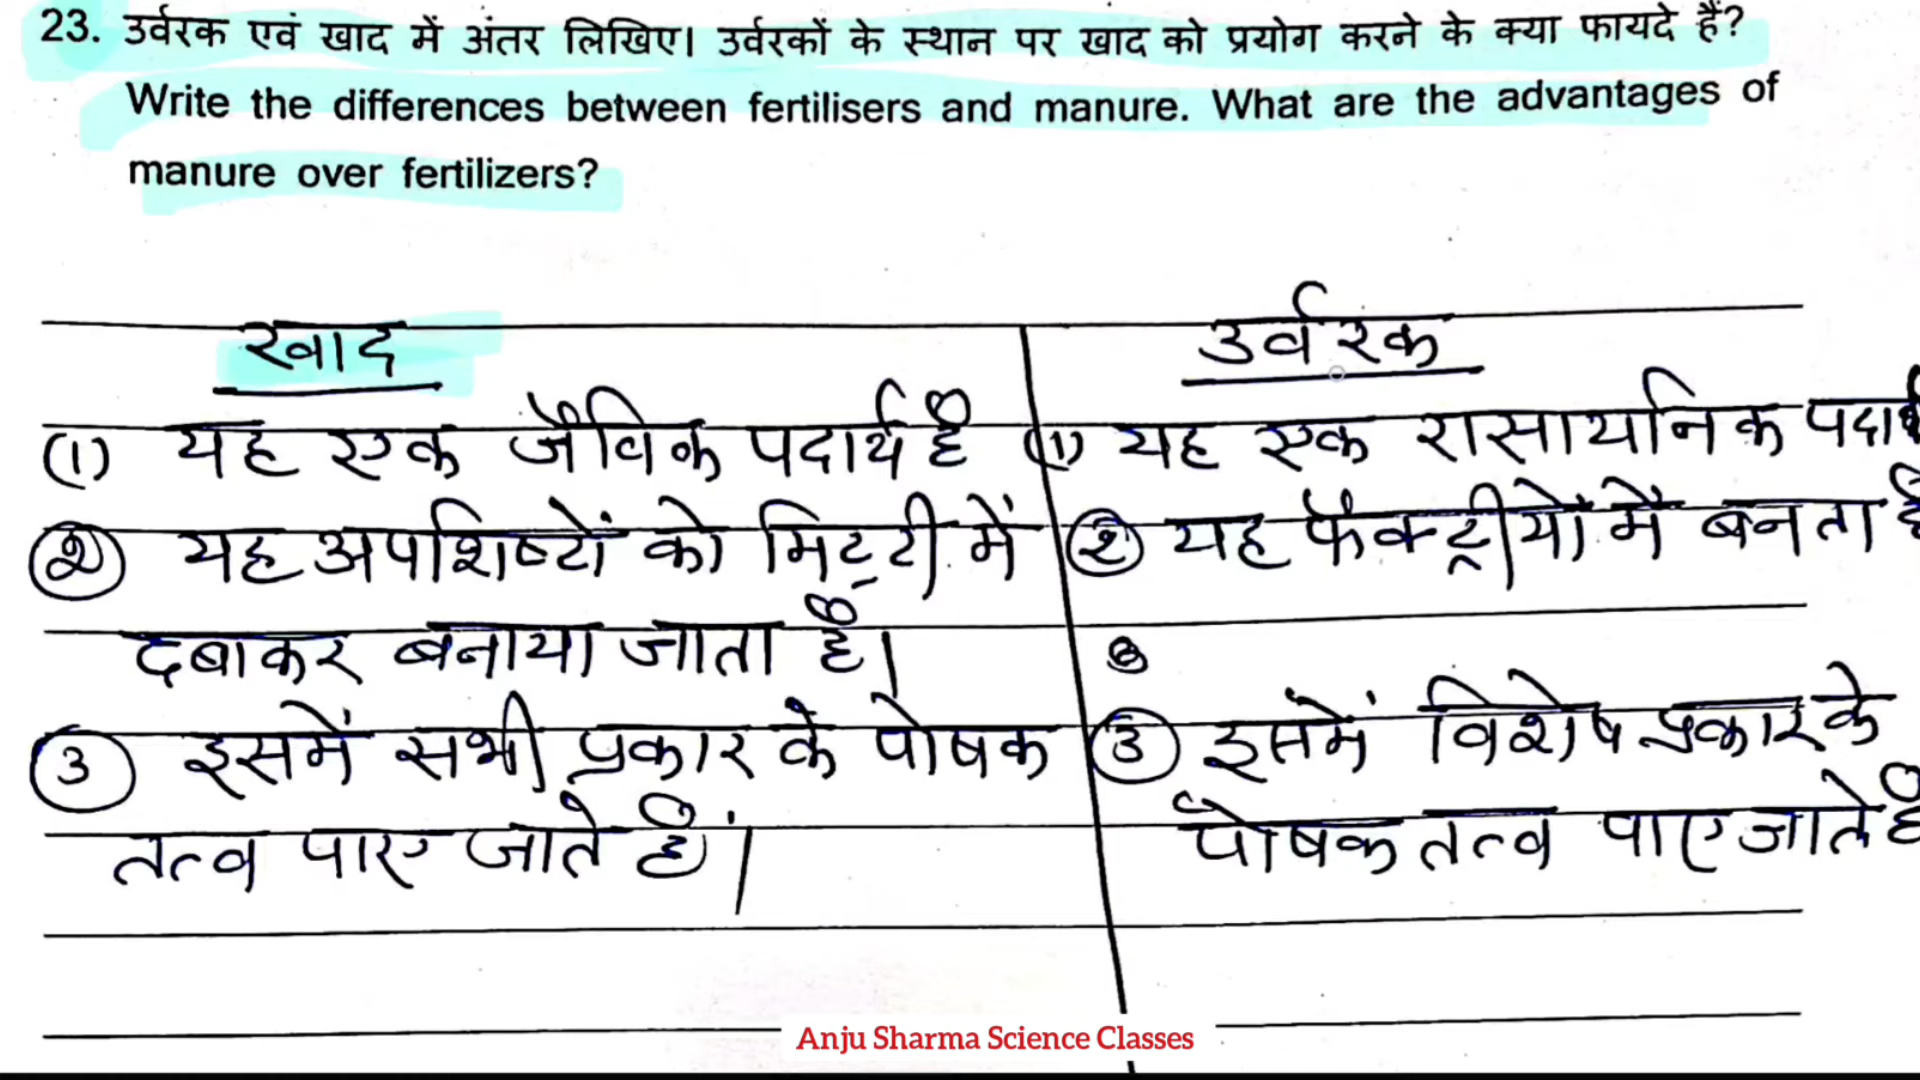 23. उर्वरक एवं खाद में अंतर लिखिए। उर्वरकों के स्थान पर खाद को प्रयोग करने के क्या फायदे हैं?
Write the differences between fertilisers and manure. What are the advantages of
manure over fertilizers?
खाद
(1) यह एक जैविक पदार्थ है
(2) यह अपशिष्टों को मिट्टी में
दबाकर बनाया जाता है।
(3) इसमें सभी प्रकार के पोषक
तत्व पाए जाते हैं।
उर्वरक
(1) यह एक रासायनिक पदार्थ
(2) यह फैक्ट्रीयों में बनता है
(3) इसमें विशेष प्रकार के
पोषक तत्व पाए जाते है
Anju Sharma Science Classes